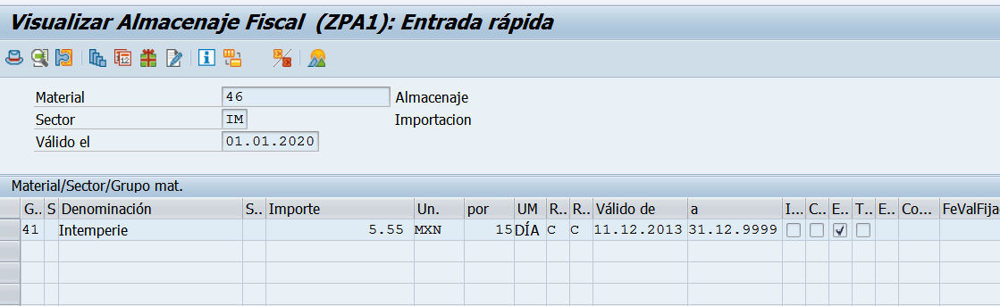 Visualizar Almacenaje Fiscal (ZPA1): Entrada rápida
Material 46 Almacenaje
Sector IM Importacion
Válido el 01.01.2020
Material/Sector/Grupo mat.
G.. S Denominación S.. Importe Un. por UM R.. R.. Válido de a I... C... E... T... E.. Co... FeValFija
41 Intemperie 5.55 MXN 15 DÍA C C 11.12.2013 31.12.9999